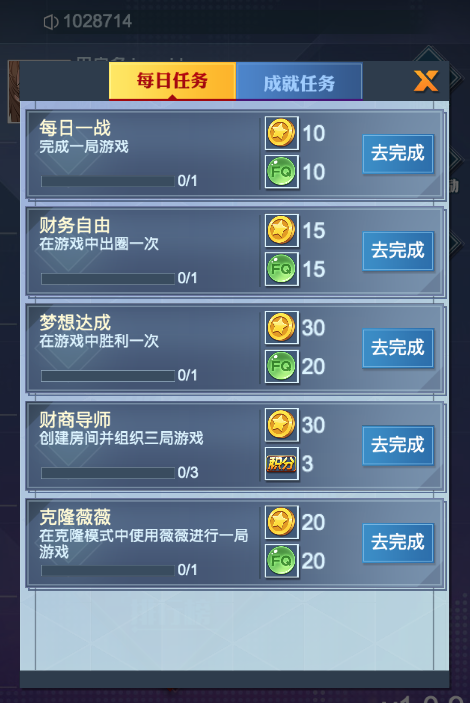 1028714
每日任务
成就任务
每日一战
完成一局游戏
0/1
10
FQ 10
去完成
财务自由
在游戏中出圈一次
0/1
15
FQ 15
去完成
梦想达成
在游戏中胜利一次
0/1
30
FQ 20
去完成
财商导师
创建房间并组织三局游戏
0/3
30
积分 3
去完成
克隆薇薇
在克隆模式中使用薇薇进行一局
游戏
0/1
20
FQ 20
去完成